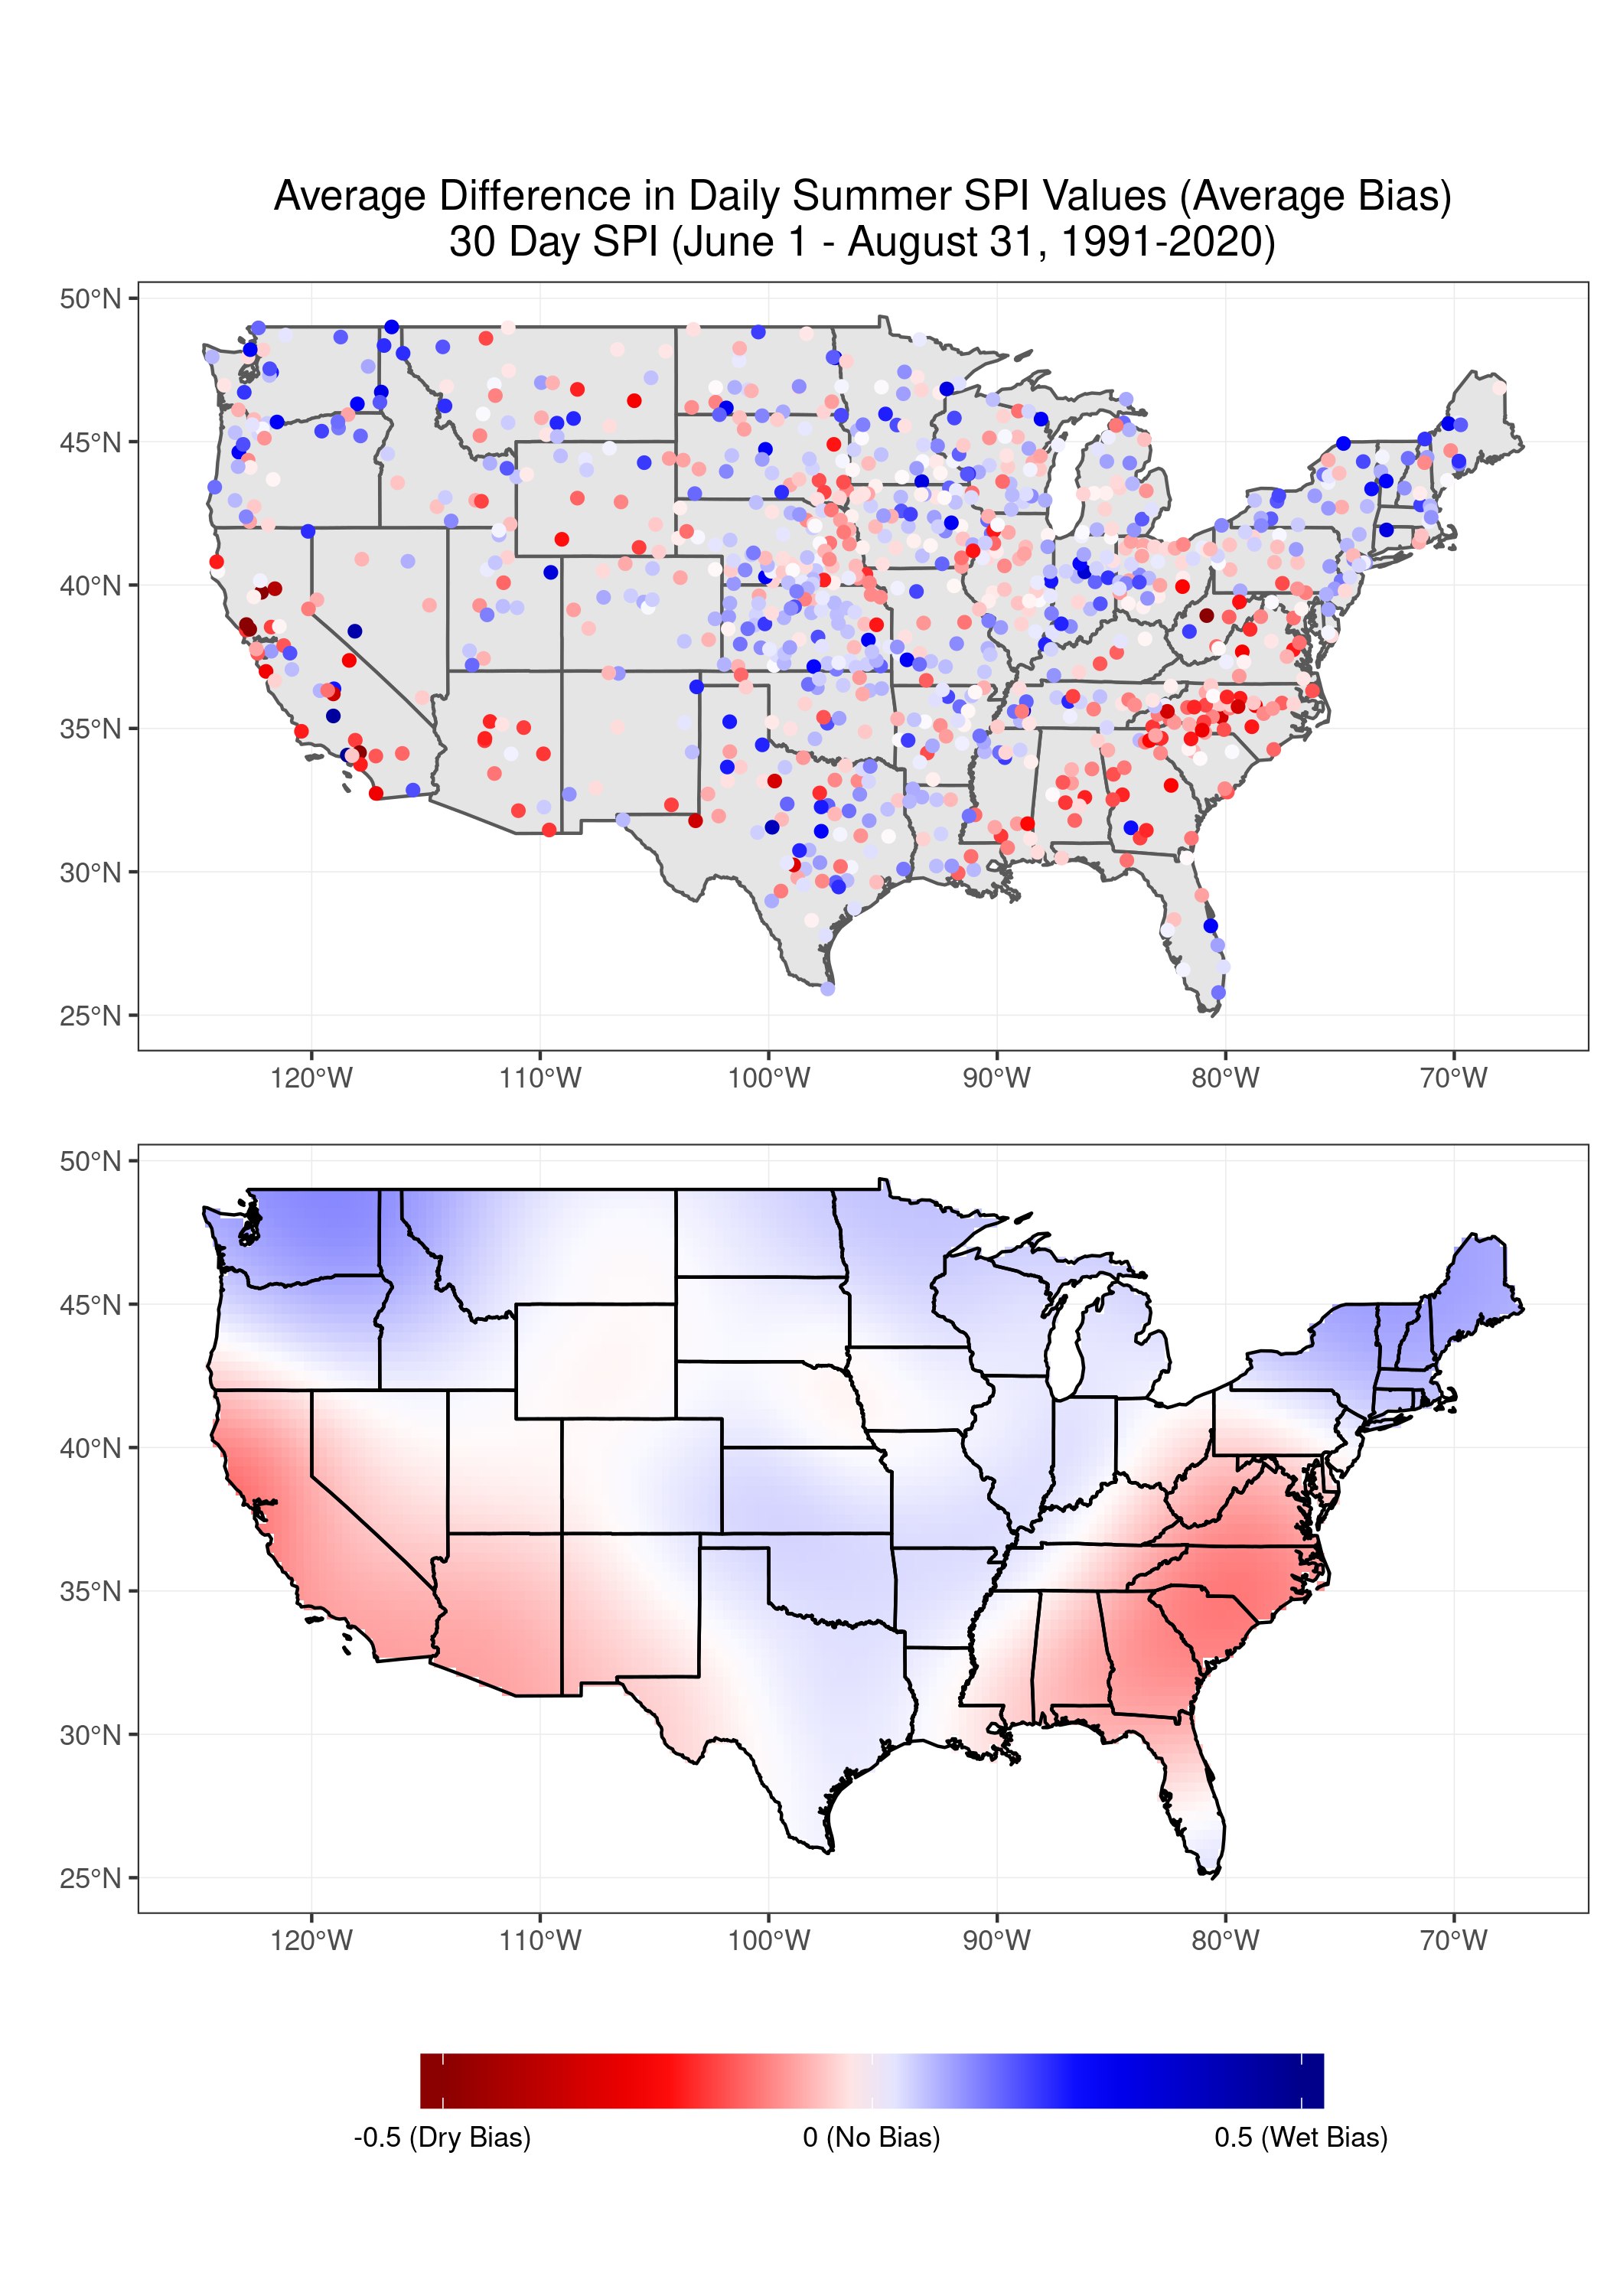 Average Difference in Daily Summer SPI Values (Average Bias)
30 Day SPI (June 1 - August 31, 1991-2020)
50°N
45°N
40°N
35°N
30°N
25°N
120°W 110°W 100°W 90°W 80°W 70°W
50°N
45°N
40°N
35°N
30°N
25°N
120°W 110°W 100°W 90°W 80°W 70°W
-0.5 (Dry Bias) 0 (No Bias) 0.5 (Wet Bias)